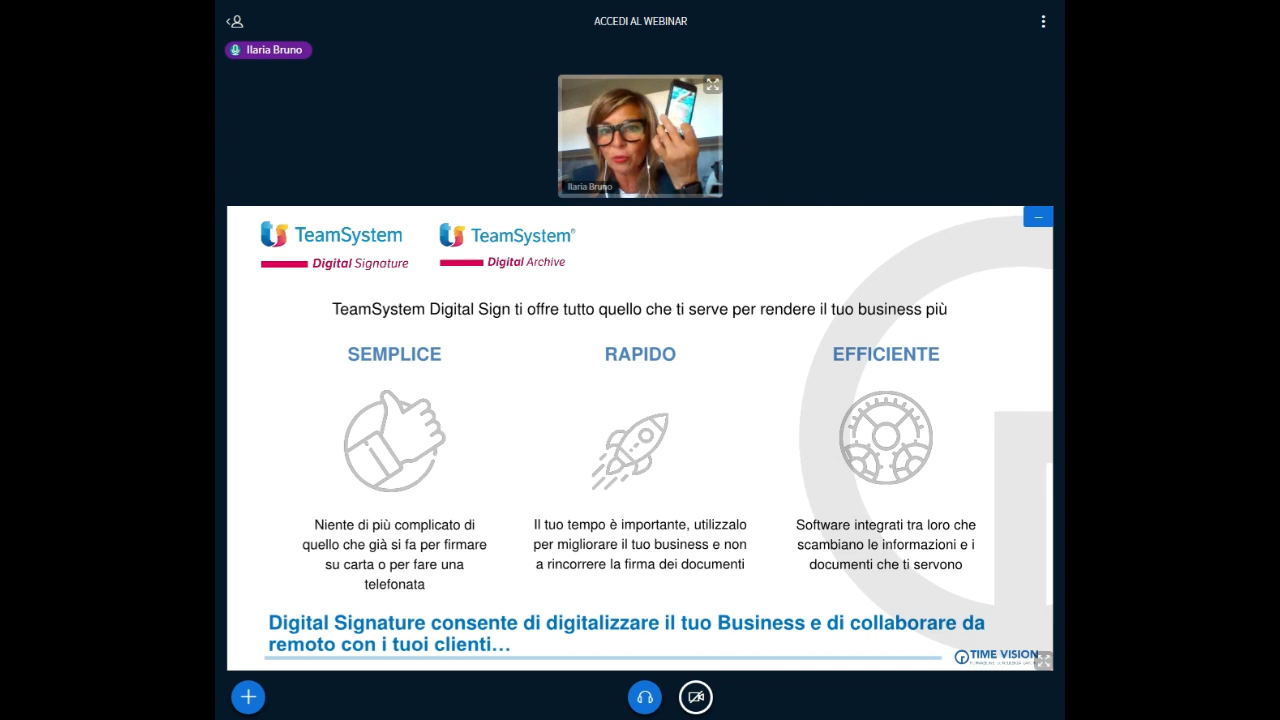 ACCEDI AL WEBINAR
Ilaria Bruno
Ilaria Bruno
TeamSystem
Digital Signature
TeamSystem®
Digital Archive
TeamSystem Digital Sign ti offre tutto quello che ti serve per rendere il tuo business più
SEMPLICE
RAPIDO
EFFICIENTE
Niente di più complicato di
quello che già si fa per firmare
su carta o per fare una
telefonata
Il tuo tempo è importante, utilizzalo
per migliorare il tuo business e non
a rincorrere la firma dei documenti
Software integrati tra loro che
scambiano le informazioni e i
documenti che ti servono
Digital Signature consente di digitalizzare il tuo Business e di collaborare da
remoto con i tuoi clienti…
TIME VISION